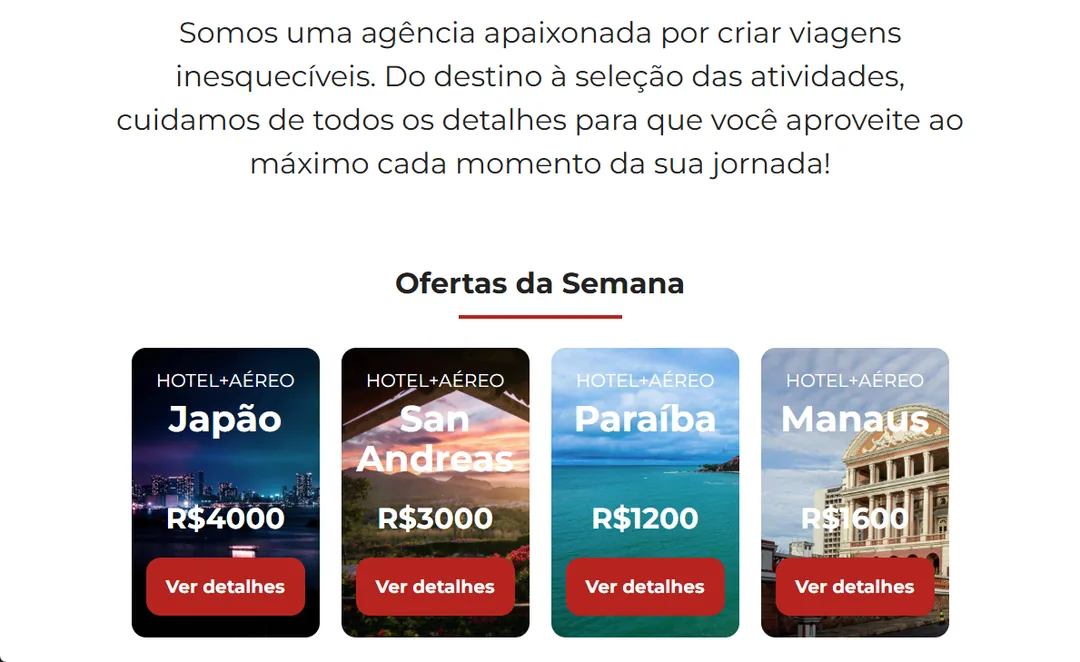 Somos uma agência apaixonada por criar viagens
inesquecíveis. Do destino à seleção das atividades,
cuidamos de todos os detalhes para que você aproveite ao
máximo cada momento da sua jornada!
Ofertas da Semana
HOTEL+AÉREO
Japão
R$4000
Ver detalhes
HOTEL+AÉREO
San
Andreas
R$3000
Ver detalhes
HOTEL+AÉREO
Paraíba
R$1200
Ver detalhes
HOTEL+AÉREO
Manaus
R$1600
Ver detalhes